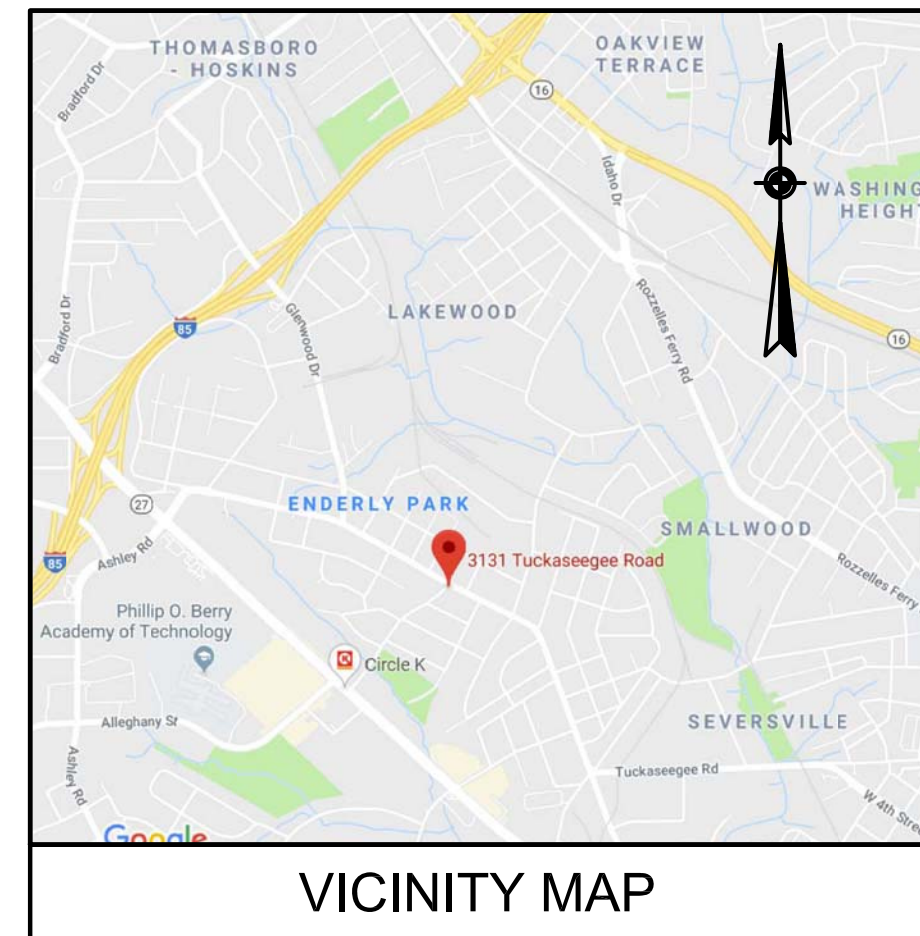 THOMASBORO
- HOSKINS
OAKVIEW
TERRACE
Bradford Dr
16
Idaho Dr
WASHING
HEIGHT
LAKEWOOD
Glenwood Dr
Rozzelles Ferry Rd
85
Bradford Dr
16
27
ENDERLY PARK
SMALLWOOD
3131 Tuckaseegee Road
85
Ashley Rd
Rozzelles Ferry
Phillip O. Berry
Academy of Technology
Circle K
Alleghany St
SEVERSVILLE
Ashley Rd
Tuckaseegee Rd
W 4th Stree
Google
VICINITY MAP